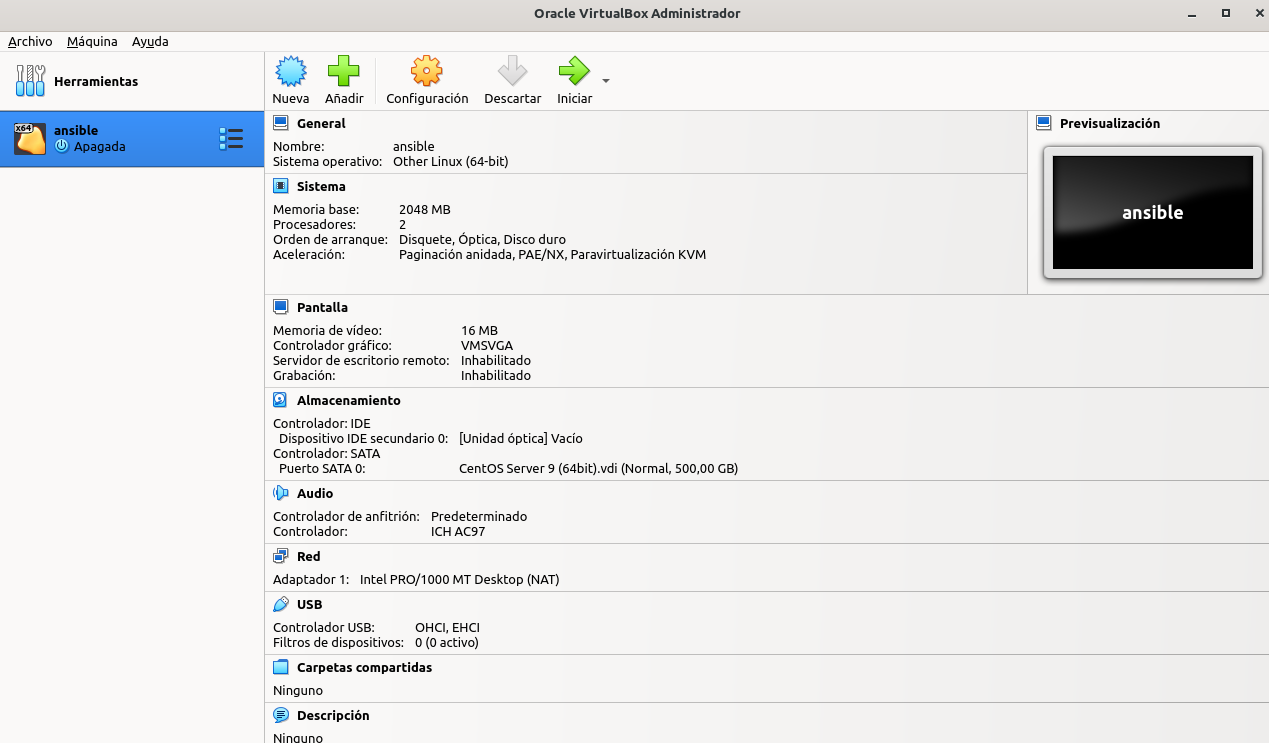 Oracle VirtualBox Administrador
Archivo Máquina Ayuda
Herramientas
x64
ansible
Apagada
Nueva Añadir Configuración Descartar Iniciar
General
Nombre: ansible
Sistema operativo: Other Linux (64-bit)
Previsualización
ansible
Sistema
Memoria base: 2048 MB
Procesadores: 2
Orden de arranque: Disquete, Óptica, Disco duro
Aceleración: Paginación anidada, PAE/NX, Paravirtualización KVM
Pantalla
Memoria de vídeo: 16 MB
Controlador gráfico: VMSVGA
Servidor de escritorio remoto: Inhabilitado
Grabación: Inhabilitado
Almacenamiento
Controlador: IDE
Dispositivo IDE secundario 0: [Unidad óptica] Vacío
Controlador: SATA
Puerto SATA 0: CentOS Server 9 (64bit).vdi (Normal, 500,00 GB)
Audio
Controlador de anfitrión: Predeterminado
Controlador: ICH AC97
Red
Adaptador 1: Intel PRO/1000 MT Desktop (NAT)
USB
Controlador USB: OHCI, EHCI
Filtros de dispositivos: 0 (0 activo)
Carpetas compartidas
Ninguno
Descripción
Ninguno